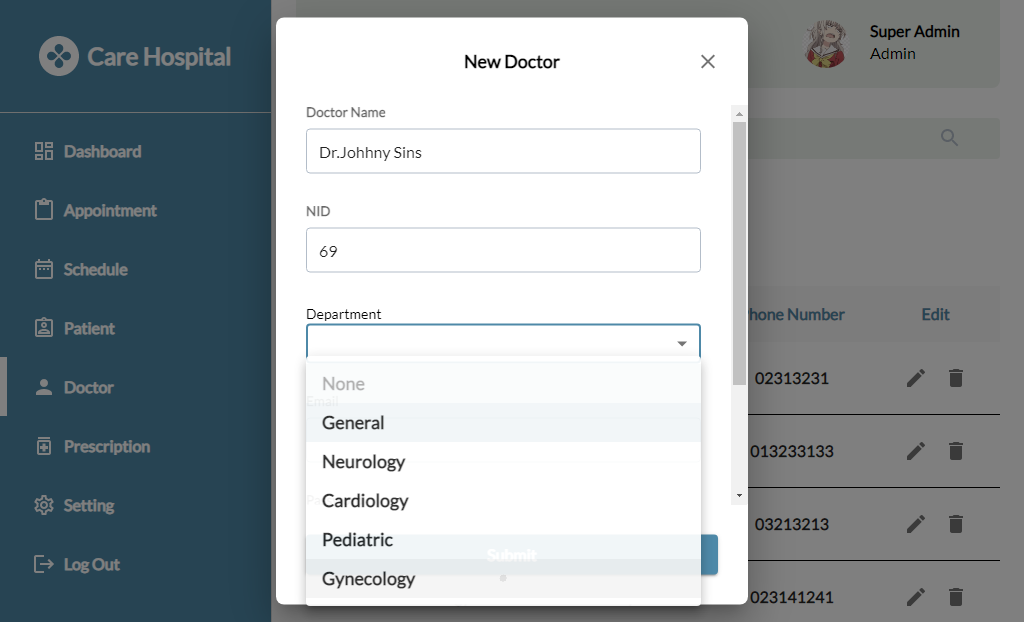 Care Hospital
Dashboard
Appointment
Schedule
Patient
Doctor
Prescription
Setting
Log Out
Super Admin
Admin
New Doctor
Doctor Name
Dr.Johhny Sins
NID
69
Department
None
Email
General
Neurology
Cardiology
Pediatric
Submit
Gynecology
hone Number Edit
02313231
013233133
03213213
023141241